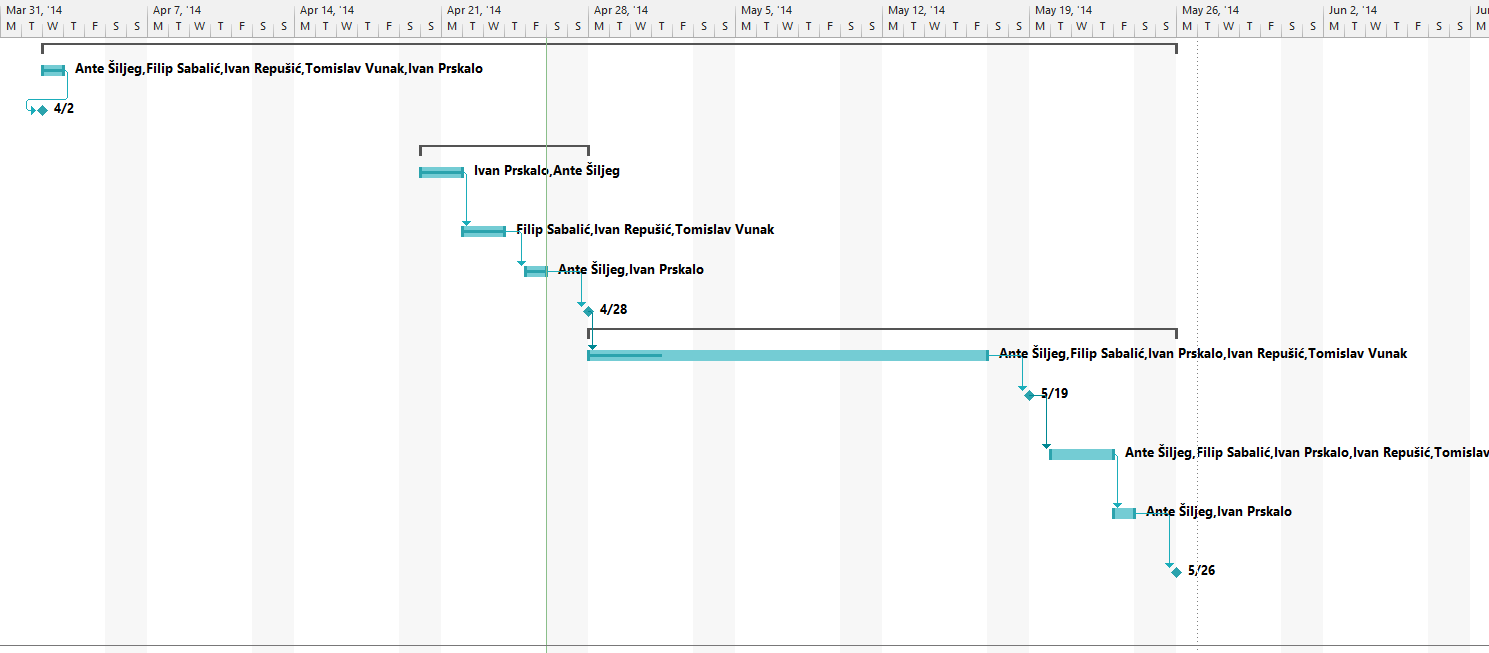 Mar 31, '14 Apr 7, '14 Apr 14, '14 Apr 21, '14 Apr 28, '14 May 5, '14 May 12, '14 May 19, '14 May 26, '14 Jun 2, '14
M T W T F S S M T W T F S S M T W T F S S M T W T F S S M T W T F S S M T W T F S S M T W T F S S M T W T F S S M T W T F S S M T W T F S S M
Ante Šiljeg,Filip Sabalić,Ivan Repušić,Tomislav Vunak,Ivan Prskalo
4/2
Ivan Prskalo,Ante Šiljeg
Filip Sabalić,Ivan Repušić,Tomislav Vunak
Ante Šiljeg,Ivan Prskalo
4/28
Ante Šiljeg,Filip Sabalić,Ivan Prskalo,Ivan Repušić,Tomislav Vunak
5/19
Ante Šiljeg,Filip Sabalić,Ivan Prskalo,Ivan Repušić,Tomislav
Ante Šiljeg,Ivan Prskalo
5/26